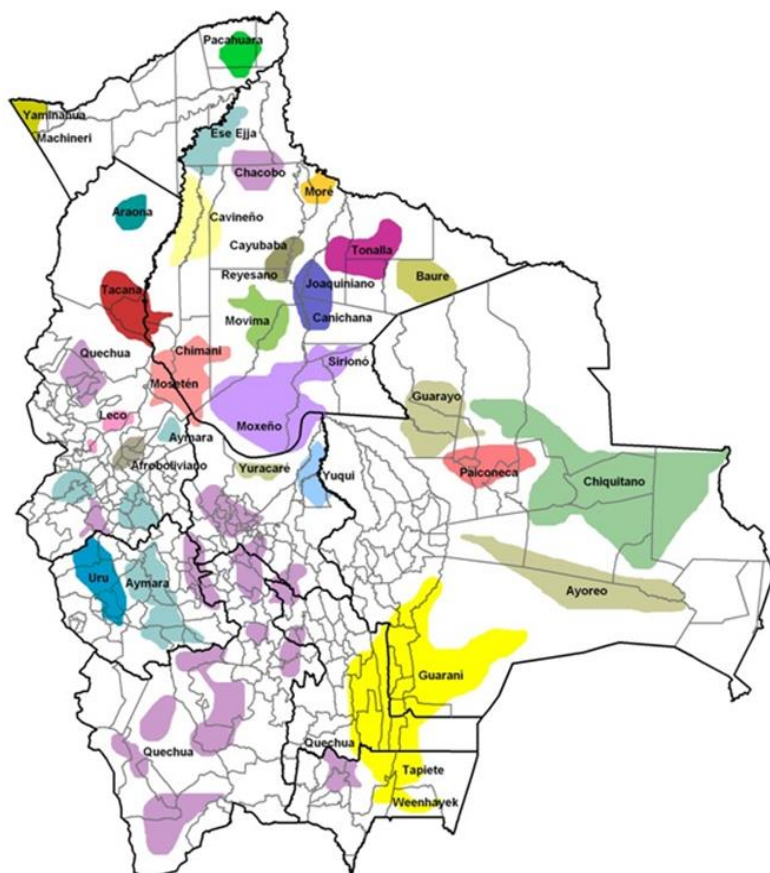 Pacahuara
Yaminahua
Machineri
Ese Ejja
Chacobo
Moré
Araona
Cavineño
Cayubaba
Tonalla
Reyesano
Joaquiniano
Baure
Tacana
Movima
Canichana
Quechua
Chimani
Sirionó
Mosetén
Guarayo
Leco
Moxeño
Aymara
Afroboliviano
Yuracaré
Yuqui
Paiconeca
Chiquitano
Uru
Aymara
Ayoreo
Guarani
Quechua
Quechua
Tapiete
Weenhayek